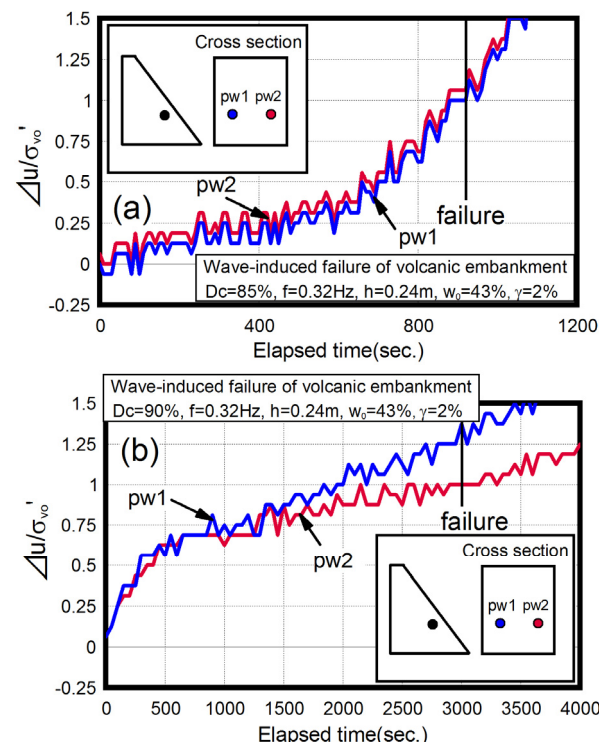 1.5
1.25
1
0.75
0.5
0.25
0
-0.25
⊿u/σvo'
Cross section
pw1 pw2
pw2
(a)
pw1
failure
Wave-induced failure of volcanic embankment
Dc=85%, f=0.32Hz, h=0.24m, w₀=43%, γ=2%
0 400 800 1200
Elapsed time(sec.)
Wave-induced failure of volcanic embankment
Dc=90%, f=0.32Hz, h=0.24m, w₀=43%, γ=2%
1.5
1.25
1
0.75
0.5
0.25
0
-0.25
⊿u/σvo'
(b)
pw1
pw2
failure
Cross section
pw1 pw2
0 500 1000 1500 2000 2500 3000 3500 4000
Elapsed time(sec.)